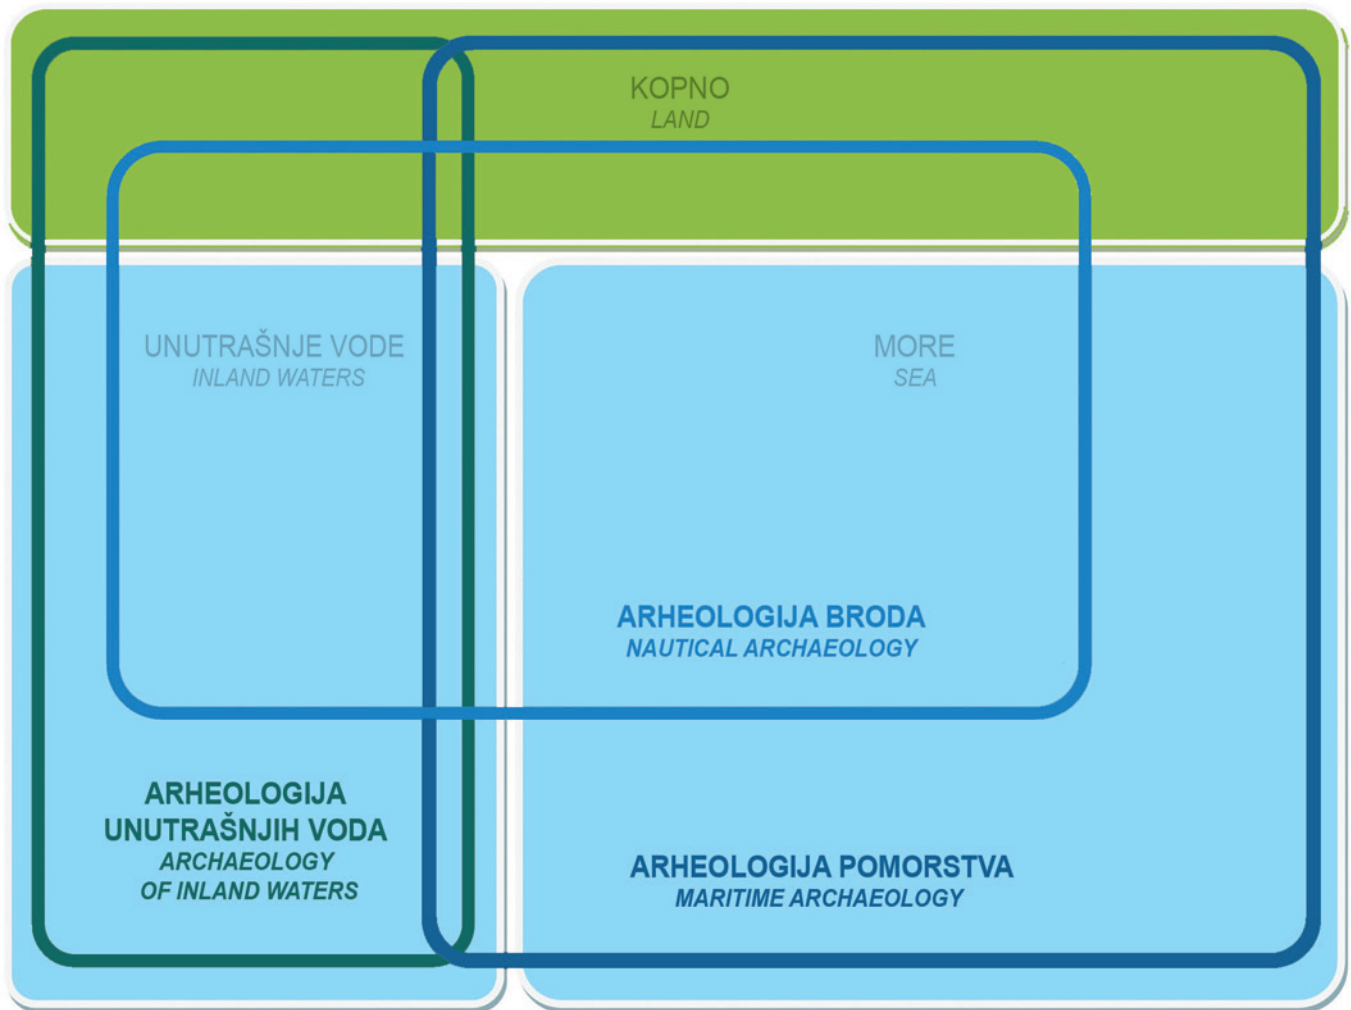 KOPNO
LAND
UNUTRAŠNJE VODE
INLAND WATERS
MORE
SEA
ARHEOLOGIJA BRODA
NAUTICAL ARCHAEOLOGY
ARHEOLOGIJA
UNUTRAŠNJIH VODA
ARCHAEOLOGY
OF INLAND WATERS
ARHEOLOGIJA POMORSTVA
MARITIME ARCHAEOLOGY